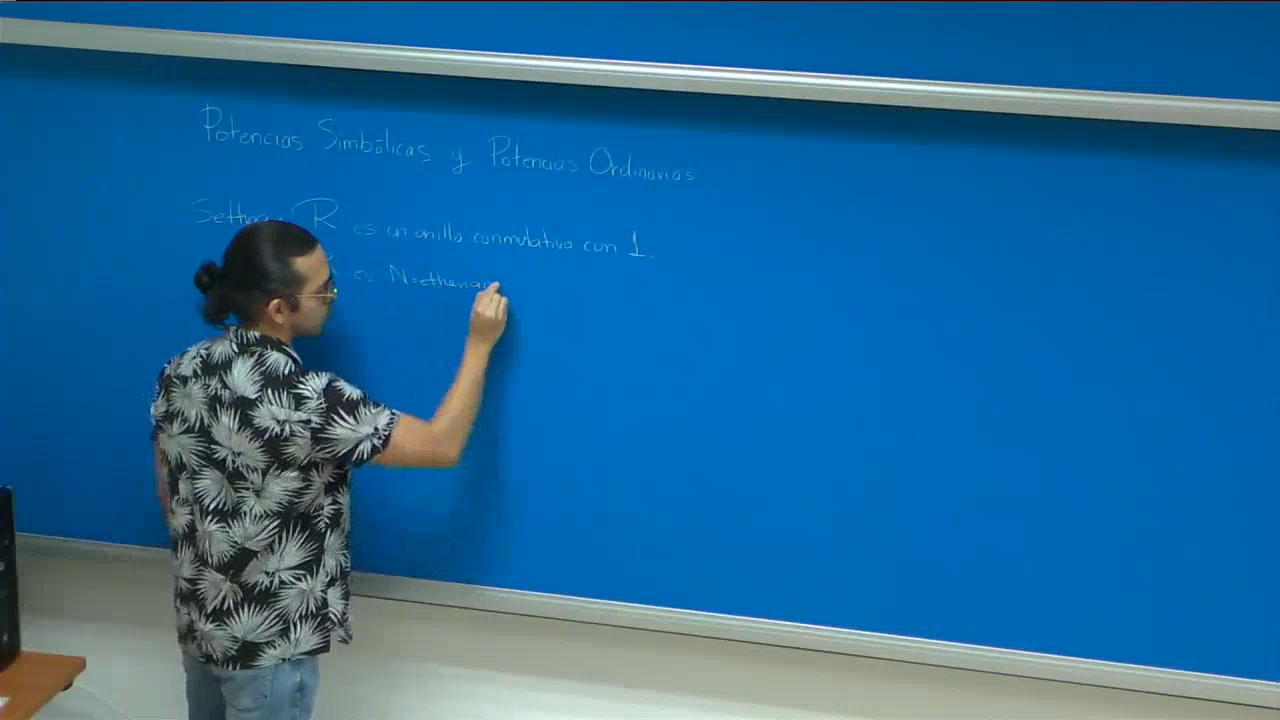 Potencias Simbólicas y Potencias Ordinarias
Setting R es un anillo conmutativo con 1.
es Noetheriano